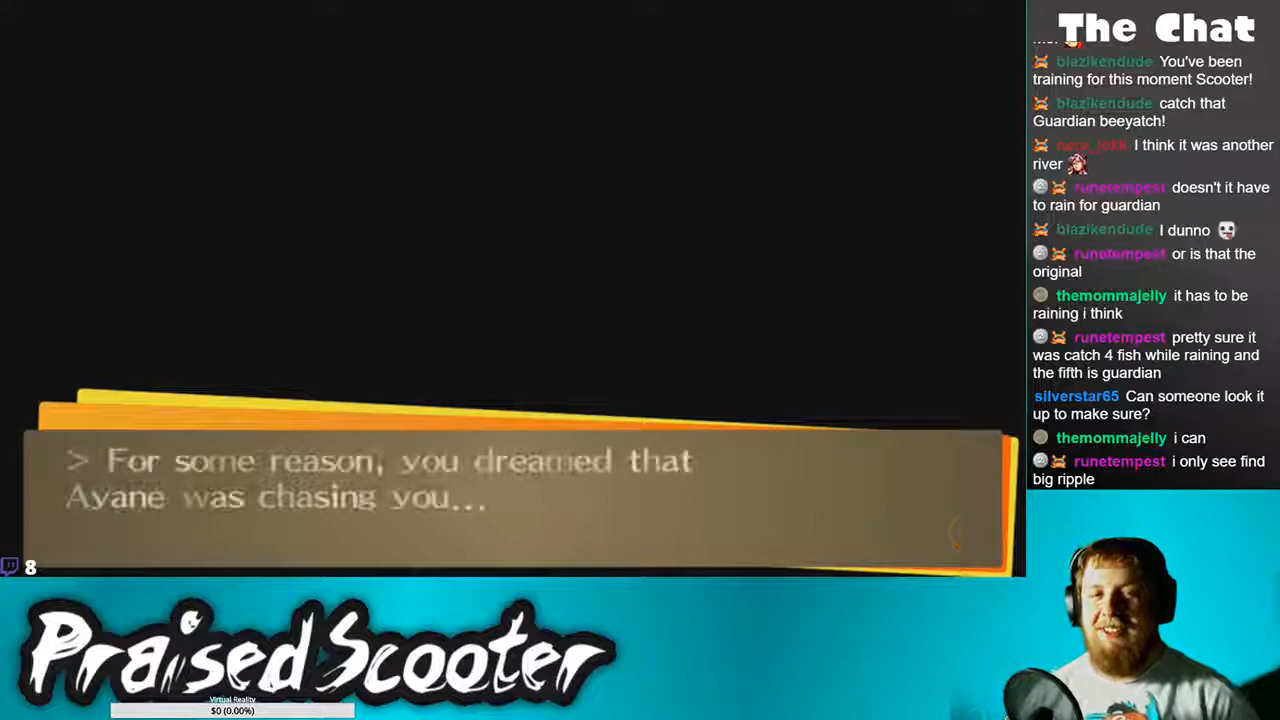 The Chat
blazikendude You've been
training for this moment Scooter!
blazikendude catch that
Guardian beeyatch!
I think it was another
river
runetempest doesn't it have
to rain for guardian
blazikendude I dunno
runetempest or is that the
original
themommajelly it has to be
raining i think
runetempest pretty sure it
was catch 4 fish while raining and
the fifth is guardian
silverstar65 Can someone look it
up to make sure?
themommajelly i can
runetempest i only see find
big ripple
> For some reason, you dreamed that
Ayane was chasing you...
8
PraisedScooter
Virtual Reality
$0 (0.00%)